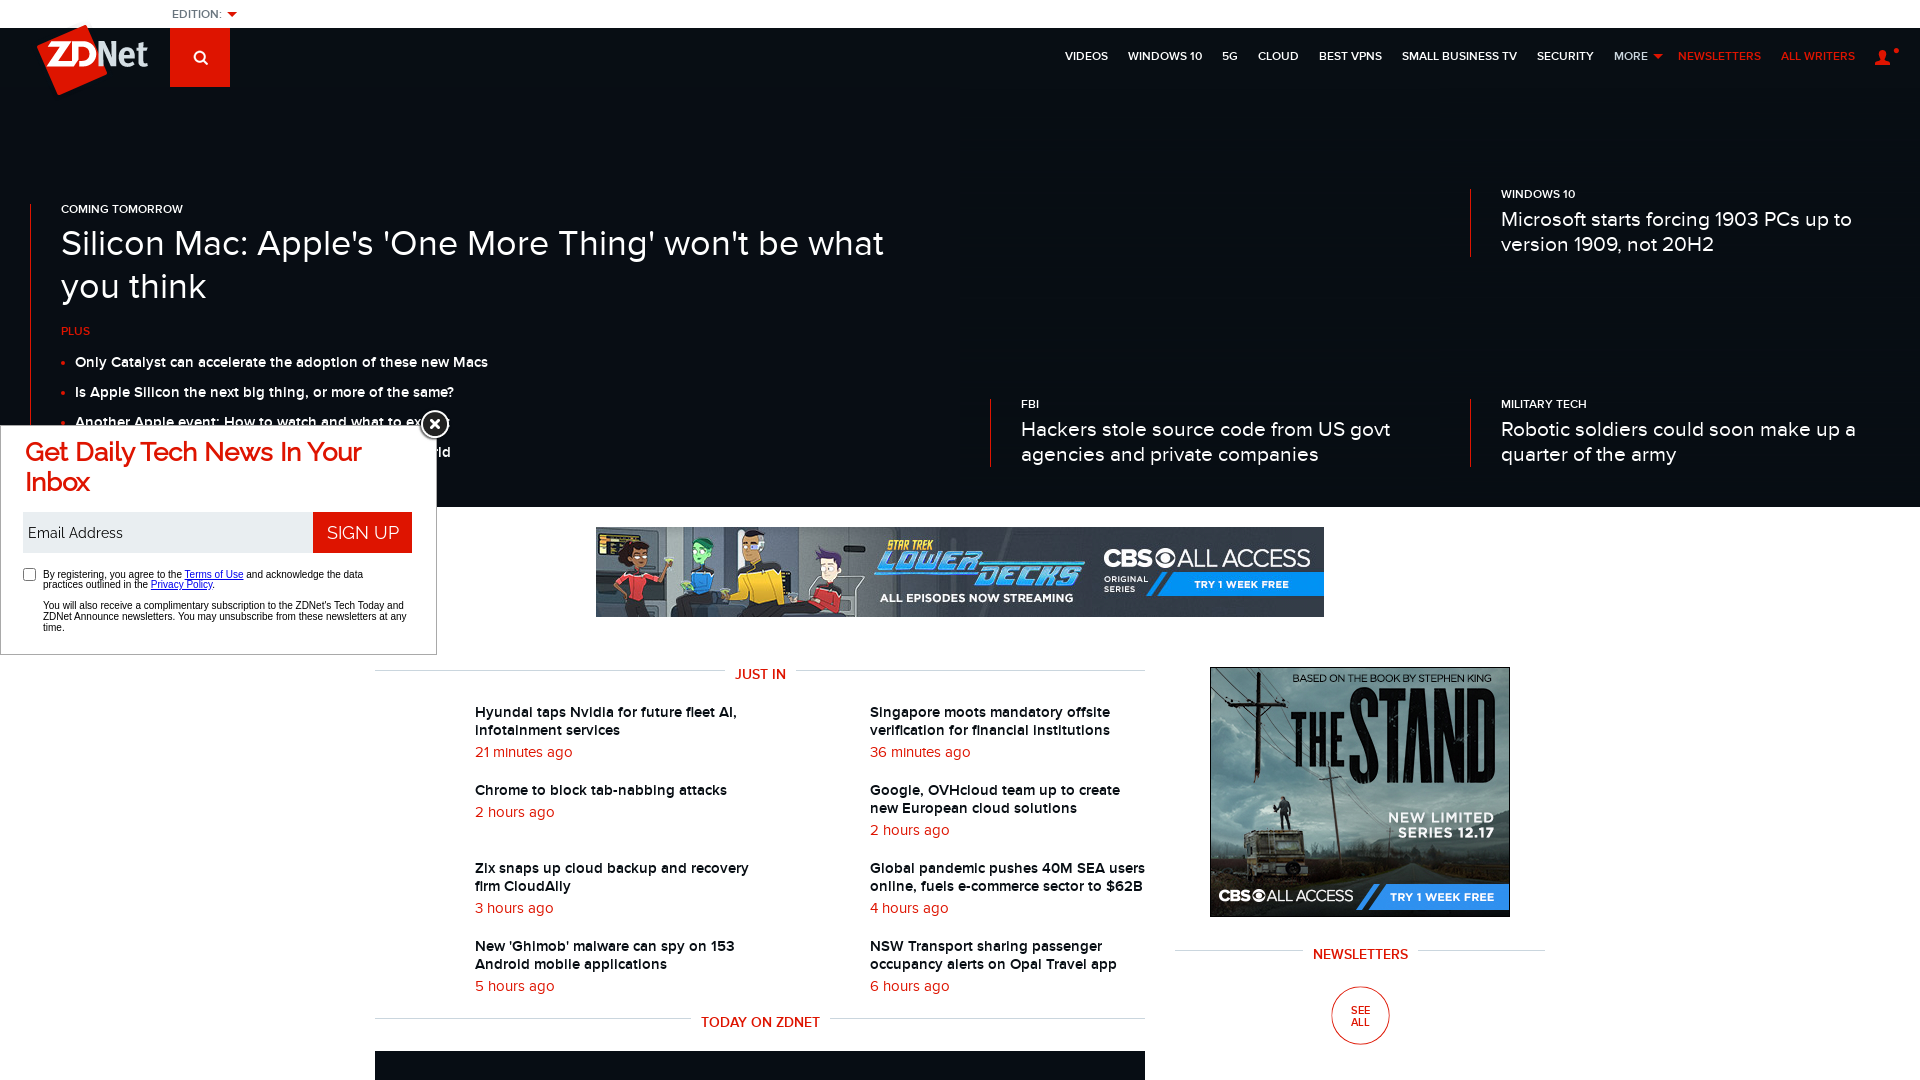 EDITION:
ZDNet
VIDEOS
WINDOWS 10
5G
CLOUD
BEST VPNS
SMALL BUSINESS TV
SECURITY
MORE
NEWSLETTERS
ALL WRITERS
COMING TOMORROW
Silicon Mac: Apple's 'One More Thing' won't be what
you think
PLUS
Only Catalyst can accelerate the adoption of these new Macs
Is Apple Silicon the next big thing, or more of the same?
Another Apple event: How to watch and what to
WINDOWS 10
Microsoft starts forcing 1903 PCs up to
version 1909, not 20H2
FBI
Hackers stole source code from US govt
agencies and private companies
MILITARY TECH
Robotic soldiers could soon make up a
quarter of the army
Get Daily Tech News In Your
Inbox
Email Address
SIGN UP
By registering, you agree to the Terms of Use and acknowledge the data
practices outlined in the Privacy Policy.
You will also receive a complimentary subscription to the ZDNet's Tech Today and
ZDNet Announce newsletters. You may unsubscribe from these newsletters at any
time.
STAR TREK
LOWER DECKS
ALL EPISODES NOW STREAMING
CBS ALL ACCESS
ORIGINAL
SERIES
TRY 1 WEEK FREE
JUST IN
Hyundai taps Nvidia for future fleet AI,
infotainment services
21 minutes ago
Singapore moots mandatory offsite
verification for financial institutions
36 minutes ago
Chrome to block tab-nabbing attacks
2 hours ago
Google, OVHcloud team up to create
new European cloud solutions
2 hours ago
Zix snaps up cloud backup and recovery
firm CloudAlly
3 hours ago
Global pandemic pushes 40M SEA users
online, fuels e-commerce sector to $62B
4 hours ago
New 'Ghimob' malware can spy on 153
Android mobile applications
5 hours ago
NSW Transport sharing passenger
occupancy alerts on Opal Travel app
6 hours ago
TODAY ON ZDNET
BASED ON THE BOOK BY STEPHEN KING
THE STAND
NEW LIMITED
SERIES 12.17
CBS ALL ACCESS
TRY 1 WEEK FREE
NEWSLETTERS
SEE
ALL